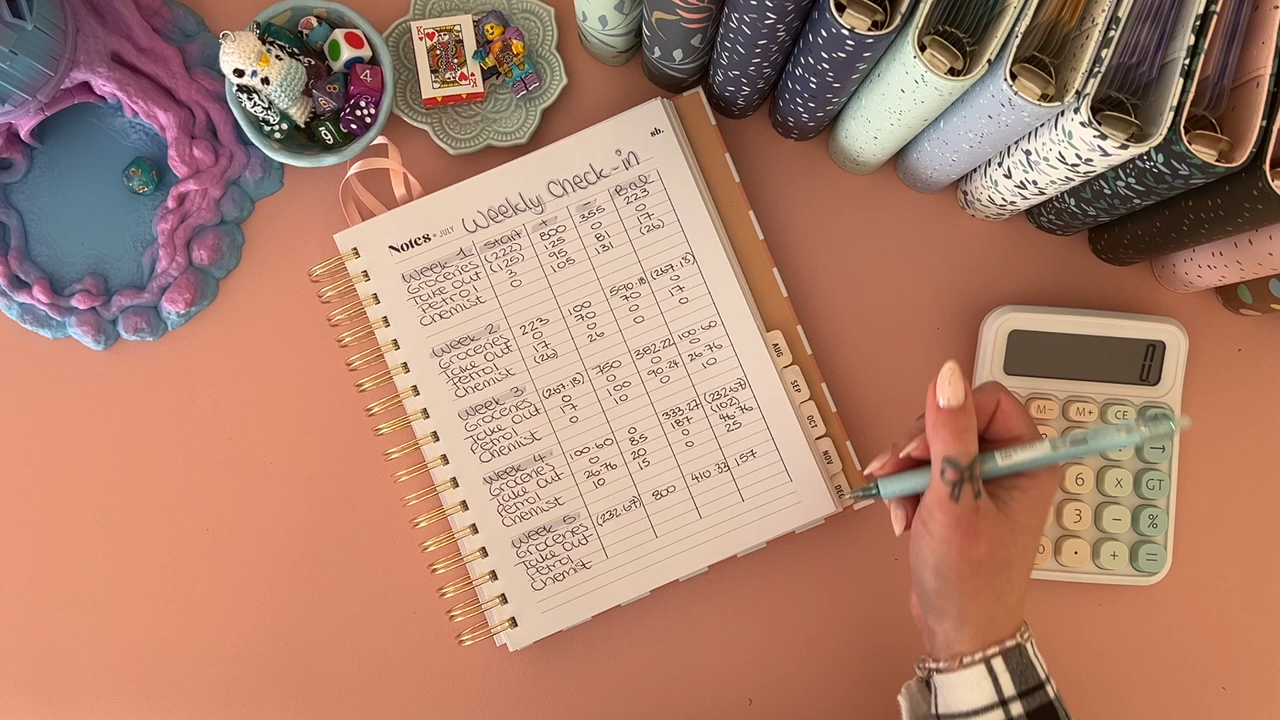 sb.
Notes • JULY Weekly Check-in
Week 1 Start + - Bal
Groceries (222) 800 355 223
Take Out (125) 125 0 0
Petrol 3 95 81 17
Chemist 0 105 131 (26)
Week 2
Groceries 223 100 590.18 (267.18)
Take Out 0 70 70 0
Petrol 17 0 0 17
Chemist (26) 26 0 0
Week 3
Groceries (267.18) 750 382.22 100.60
Take Out 0 0 0 0
Petrol 17 100 90.24 26.76
Chemist 0 10 0 10
Week 4
Groceries 100.60 0 333.27 (232.67)
Take Out 0 85 187 (102)
Petrol 26.76 20 0 46.76
Chemist 10 15 0 25
Week 5
Groceries (232.67) 800 410.33 157
Take Out
Petrol
Chemist
AUG
SEP
OCT
NOV
DEC
0
M- M+ CE
→
6 × GT
3 - %
0 · + =
K
K
4
8